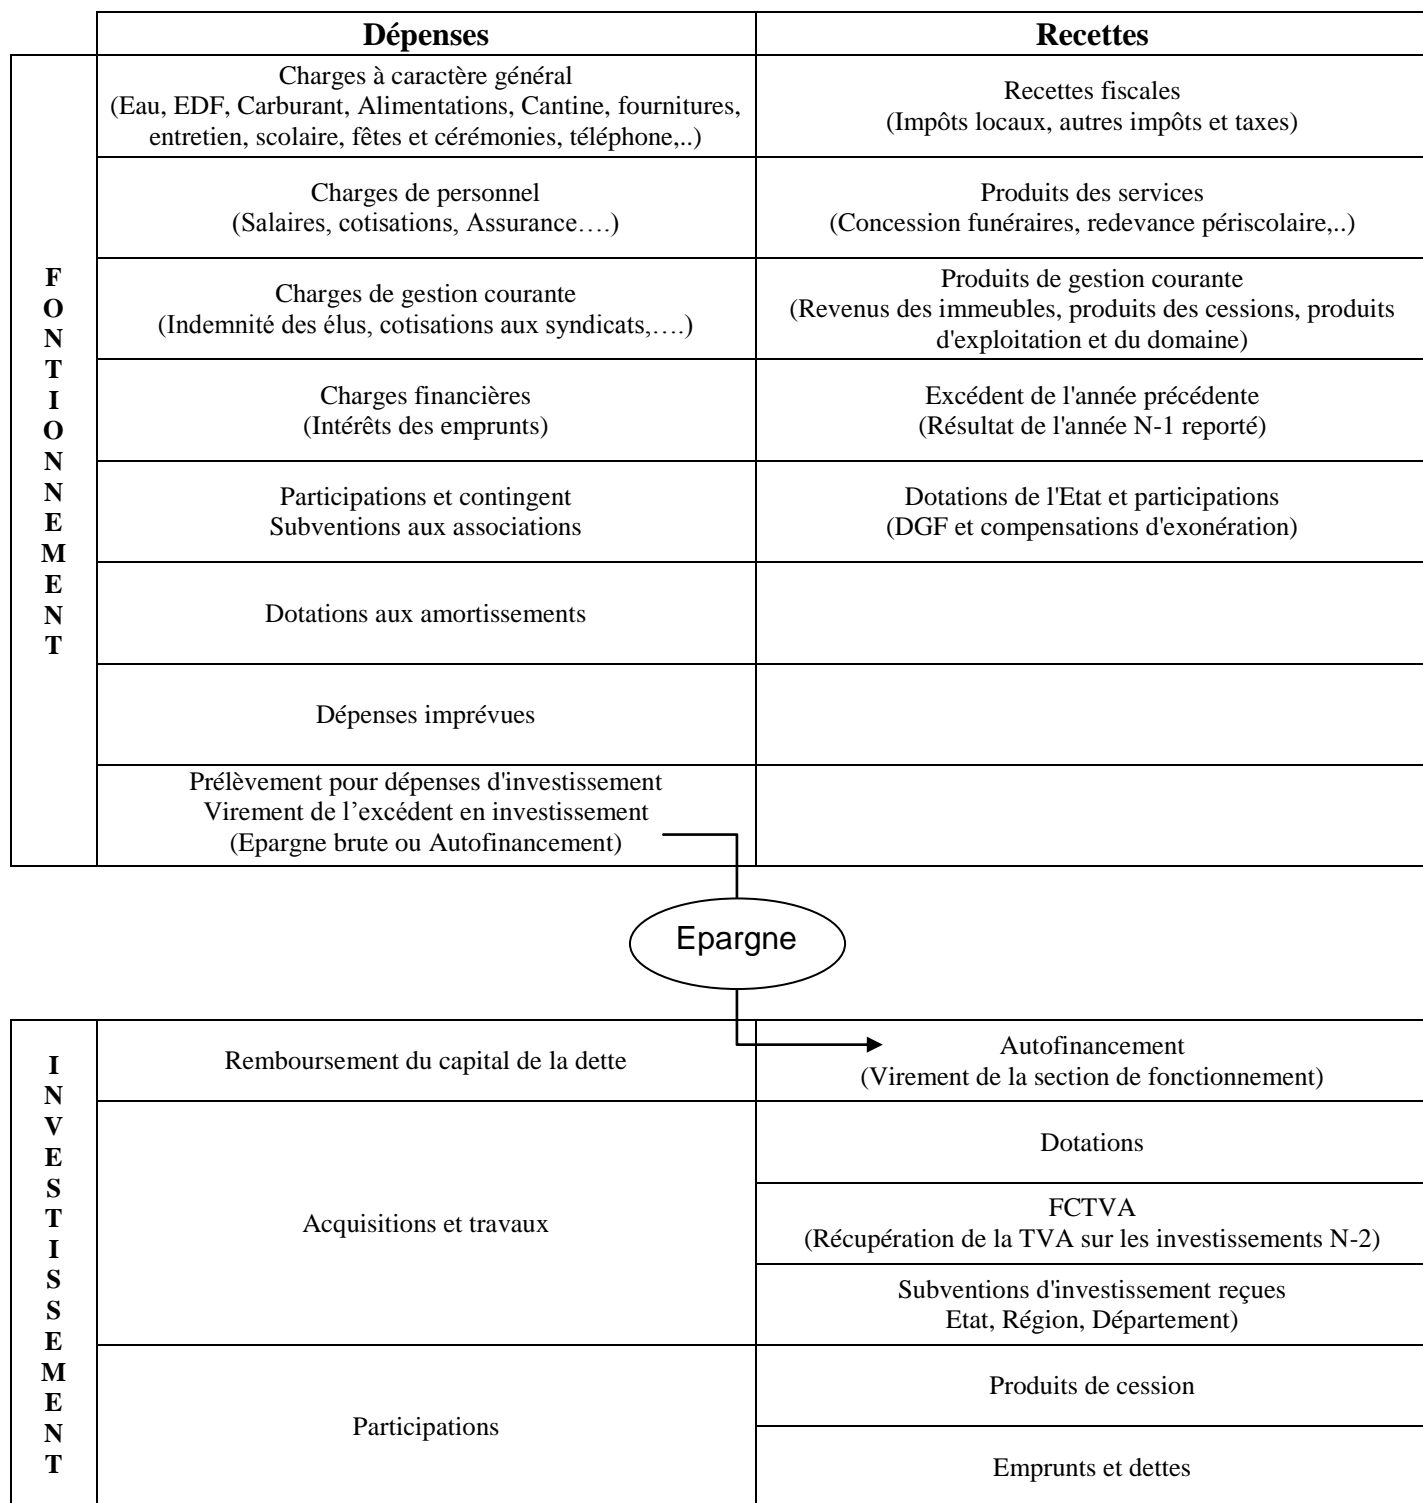 Dépenses
Recettes
FONTIONNEMENT
Charges à caractère général
(Eau, EDF, Carburant, Alimentations, Cantine, fournitures,
entretien, scolaire, fêtes et cérémonies, téléphone,..)
Recettes fiscales
(Impôts locaux, autres impôts et taxes)
Charges de personnel
(Salaires, cotisations, Assurance….)
Produits des services
(Concession funéraires, redevance périscolaire,..)
Charges de gestion courante
(Indemnité des élus, cotisations aux syndicats,….)
Produits de gestion courante
(Revenus des immeubles, produits des cessions, produits
d'exploitation et du domaine)
Charges financières
(Intérêts des emprunts)
Excédent de l'année précédente
(Résultat de l'année N-1 reporté)
Participations et contingent
Subventions aux associations
Dotations de l'Etat et participations
(DGF et compensations d'exonération)
Dotations aux amortissements
Dépenses imprévues
Prélèvement pour dépenses d'investissement
Virement de l’excédent en investissement
(Epargne brute ou Autofinancement)
Epargne
INVESTISSEMENT
Remboursement du capital de la dette
Autofinancement
(Virement de la section de fonctionnement)
Acquisitions et travaux
Dotations
FCTVA
(Récupération de la TVA sur les investissements N-2)
Subventions d'investissement reçues
Etat, Région, Département)
Participations
Produits de cession
Emprunts et dettes